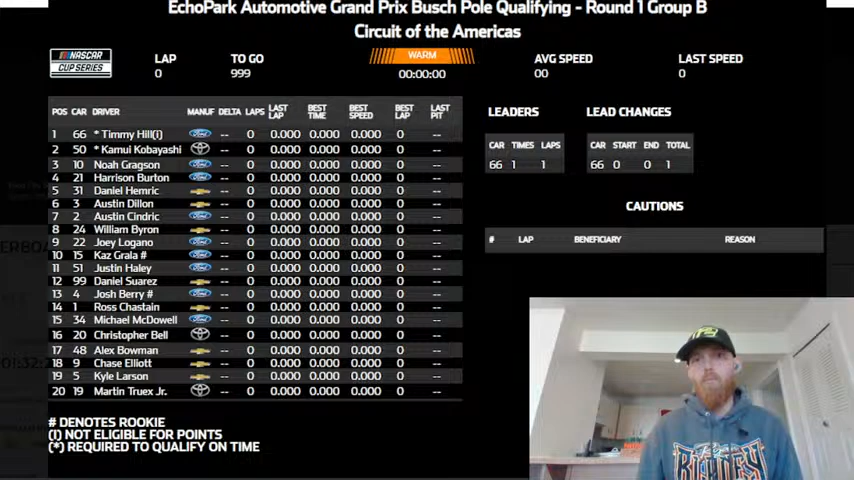 EchoPark Automotive Grand Prix Busch Pole Qualifying - Round 1 Group B
Circuit of the Americas
NASCAR CUP SERIES
LAP 0
TO GO 999
WARM 00:00:00
AVG SPEED 00
LAST SPEED 0
POS CAR DRIVER MANUF DELTA LAPS LAST LAP BEST TIME BEST SPEED BEST LAP LAST PIT
1 66 * Timmy Hill(i) Ford -- 0 0.000 0.000 0.000 0 --
2 50 * Kamui Kobayashi -- 0 0.000 0.000 0.000 0 --
3 10 Noah Gragson Ford -- 0 0.000 0.000 0.000 0 --
4 21 Harrison Burton Ford -- 0 0.000 0.000 0.000 0 --
5 31 Daniel Hemric -- 0 0.000 0.000 0.000 0 --
6 3 Austin Dillon -- 0 0.000 0.000 0.000 0 --
7 2 Austin Cindric Ford -- 0 0.000 0.000 0.000 0 --
8 24 William Byron -- 0 0.000 0.000 0.000 0 --
9 22 Joey Logano Ford -- 0 0.000 0.000 0.000 0 --
10 15 Kaz Grala # Ford -- 0 0.000 0.000 0.000 0 --
11 51 Justin Haley Ford -- 0 0.000 0.000 0.000 0 --
12 99 Daniel Suarez -- 0 0.000 0.000 0.000 0 --
13 4 Josh Berry # Ford -- 0 0.000 0.000 0.000 0 --
14 1 Ross Chastain -- 0 0.000 0.000 0.000 0 --
15 34 Michael McDowell Ford -- 0 0.000 0.000 0.000 0 --
16 20 Christopher Bell -- 0 0.000 0.000 0.000 0 --
17 48 Alex Bowman -- 0 0.000 0.000 0.000 0 --
18 9 Chase Elliott -- 0 0.000 0.000 0.000 0 --
19 5 Kyle Larson -- 0 0.000 0.000 0.000 0 --
20 19 Martin Truex Jr. -- 0 0.000 0.000 0.000 0 --
# DENOTES ROOKIE
(i) NOT ELIGIBLE FOR POINTS
(*) REQUIRED TO QUALIFY ON TIME
LEADERS
CAR TIMES LAPS
66 1 1
LEAD CHANGES
CAR START END TOTAL
66 0 0 1
CAUTIONS
# LAP BENEFICIARY REASON